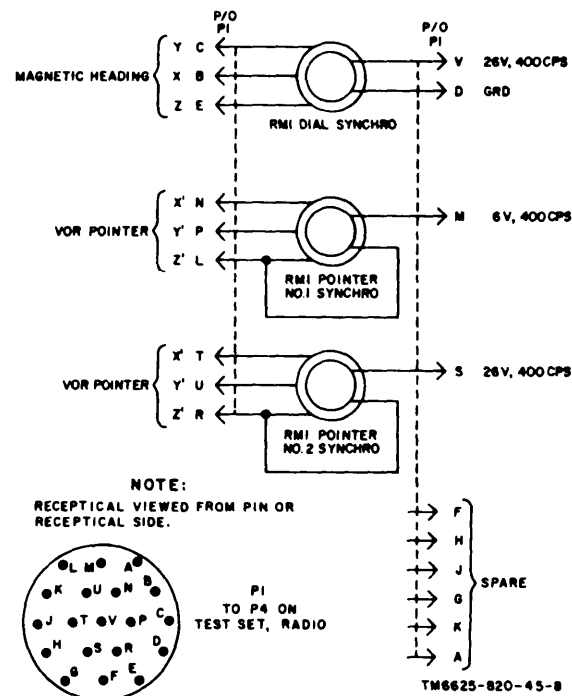 P/O
P1
P/O
P1
Y C
X B
Z E
MAGNETIC HEADING
RMI DIAL SYNCHRO
V 26V, 400CPS
D GRD
X' N
Y' P
Z' L
VOR POINTER
RMI POINTER
NO.1 SYNCHRO
M 6V, 400CPS
X' T
Y' U
Z' R
VOR POINTER
RMI POINTER
NO.2 SYNCHRO
S 26V, 400CPS
NOTE:
RECEPTICAL VIEWED FROM PIN OR
RECEPTICAL SIDE.
L M A
K U N B
J T V P C
H S R D
G F E
P1
TO P4 ON
TEST SET, RADIO
F
H
J
G
K
A
SPARE
TM6625-820-45-8